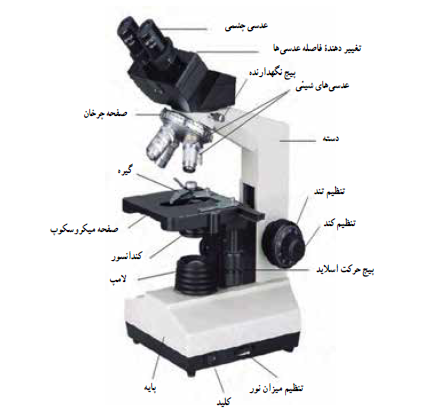 عدسی چشمی
تغییر دهندهٔ فاصله عدسی‌ها
پیچ نگهدارنده
عدسی‌های شیئی
صفحه چرخان
دسته
گیره
تنظیم تند
تنظیم کند
صفحه میکروسکوپ
کندانسور
پیچ حرکت اسلاید
لامپ
پایه
تنظیم میزان نور
کلید